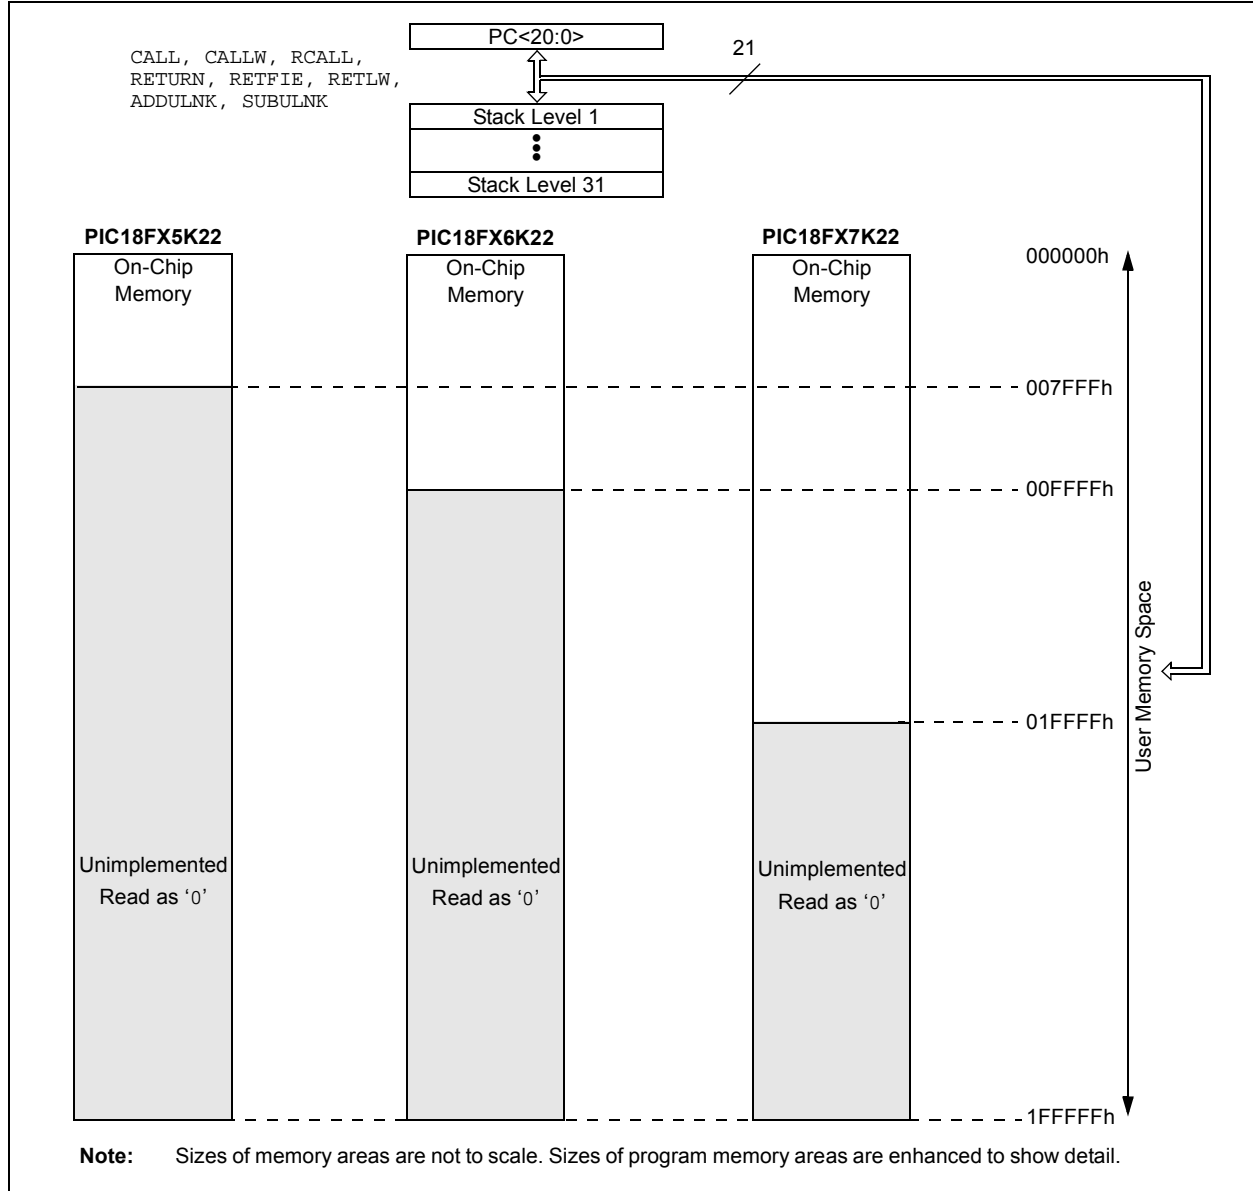 PC<20:0>
21
CALL, CALLW, RCALL,
RETURN, RETFIE, RETLW,
ADDULNK, SUBULNK
Stack Level 1
Stack Level 31
PIC18FX5K22
PIC18FX6K22
PIC18FX7K22
On-Chip
Memory
On-Chip
Memory
On-Chip
Memory
000000h
007FFFh
00FFFFh
01FFFFh
User Memory Space
Unimplemented
Read as ‘0’
Unimplemented
Read as ‘0’
Unimplemented
Read as ‘0’
1FFFFFh
Note: Sizes of memory areas are not to scale. Sizes of program memory areas are enhanced to show detail.